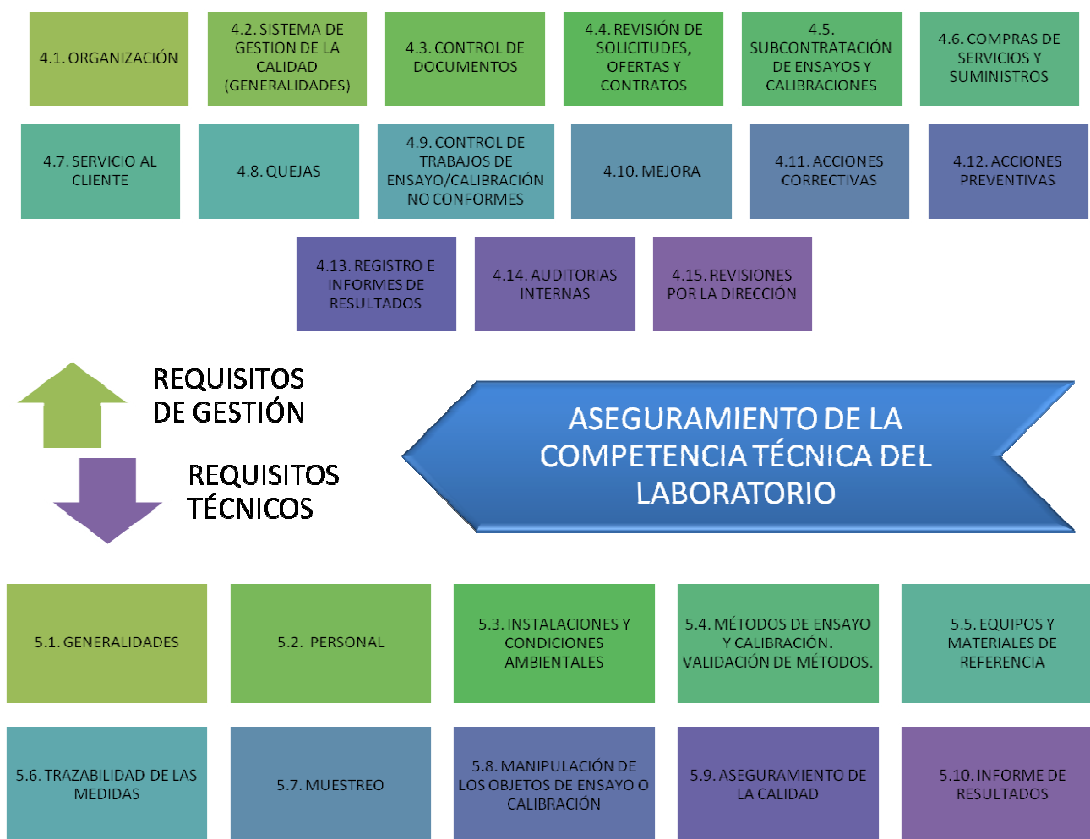 4.1. ORGANIZACIÓN
4.2. SISTEMA DE
GESTION DE LA
CALIDAD
(GENERALIDADES)
4.3. CONTROL DE
DOCUMENTOS
4.4. REVISIÓN DE
SOLICITUDES,
OFERTAS Y
CONTRATOS
4.5.
SUBCONTRATACIÓN
DE ENSAYOS Y
CALIBRACIONES
4.6. COMPRAS DE
SERVICIOS Y
SUMINISTROS
4.7. SERVICIO AL
CLIENTE
4.8. QUEJAS
4.9. CONTROL DE
TRABAJOS DE
ENSAYO/CALIBRACIÓN
NO CONFORMES
4.10. MEJORA
4.11. ACCIONES
CORRECTIVAS
4.12. ACCIONES
PREVENTIVAS
4.13. REGISTRO E
INFORMES DE
RESULTADOS
4.14. AUDITORIAS
INTERNAS
4.15. REVISIONES
POR LA DIRECCIÓN
REQUISITOS
DE GESTIÓN
REQUISITOS
TÉCNICOS
ASEGURAMIENTO DE LA
COMPETENCIA TÉCNICA DEL
LABORATORIO
5.1. GENERALIDADES
5.2. PERSONAL
5.3. INSTALACIONES Y
CONDICIONES
AMBIENTALES
5.4. MÉTODOS DE ENSAYO
Y CALIBRACIÓN.
VALIDACIÓN DE MÉTODOS.
5.5. EQUIPOS Y
MATERIALES DE
REFERENCIA
5.6. TRAZABILIDAD DE LAS
MEDIDAS
5.7. MUESTREO
5.8. MANIPULACIÓN DE
LOS OBJETOS DE ENSAYO O
CALIBRACIÓN
5.9. ASEGURAMIENTO DE
LA CALIDAD
5.10. INFORME DE
RESULTADOS